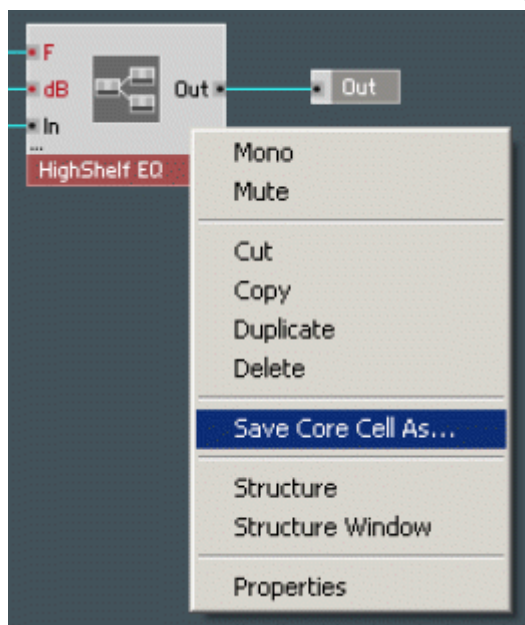 F
dB
Out
Out
In
...
HighShelf EQ
Mono
Mute
Cut
Copy
Duplicate
Delete
Save Core Cell As...
Structure
Structure Window
Properties